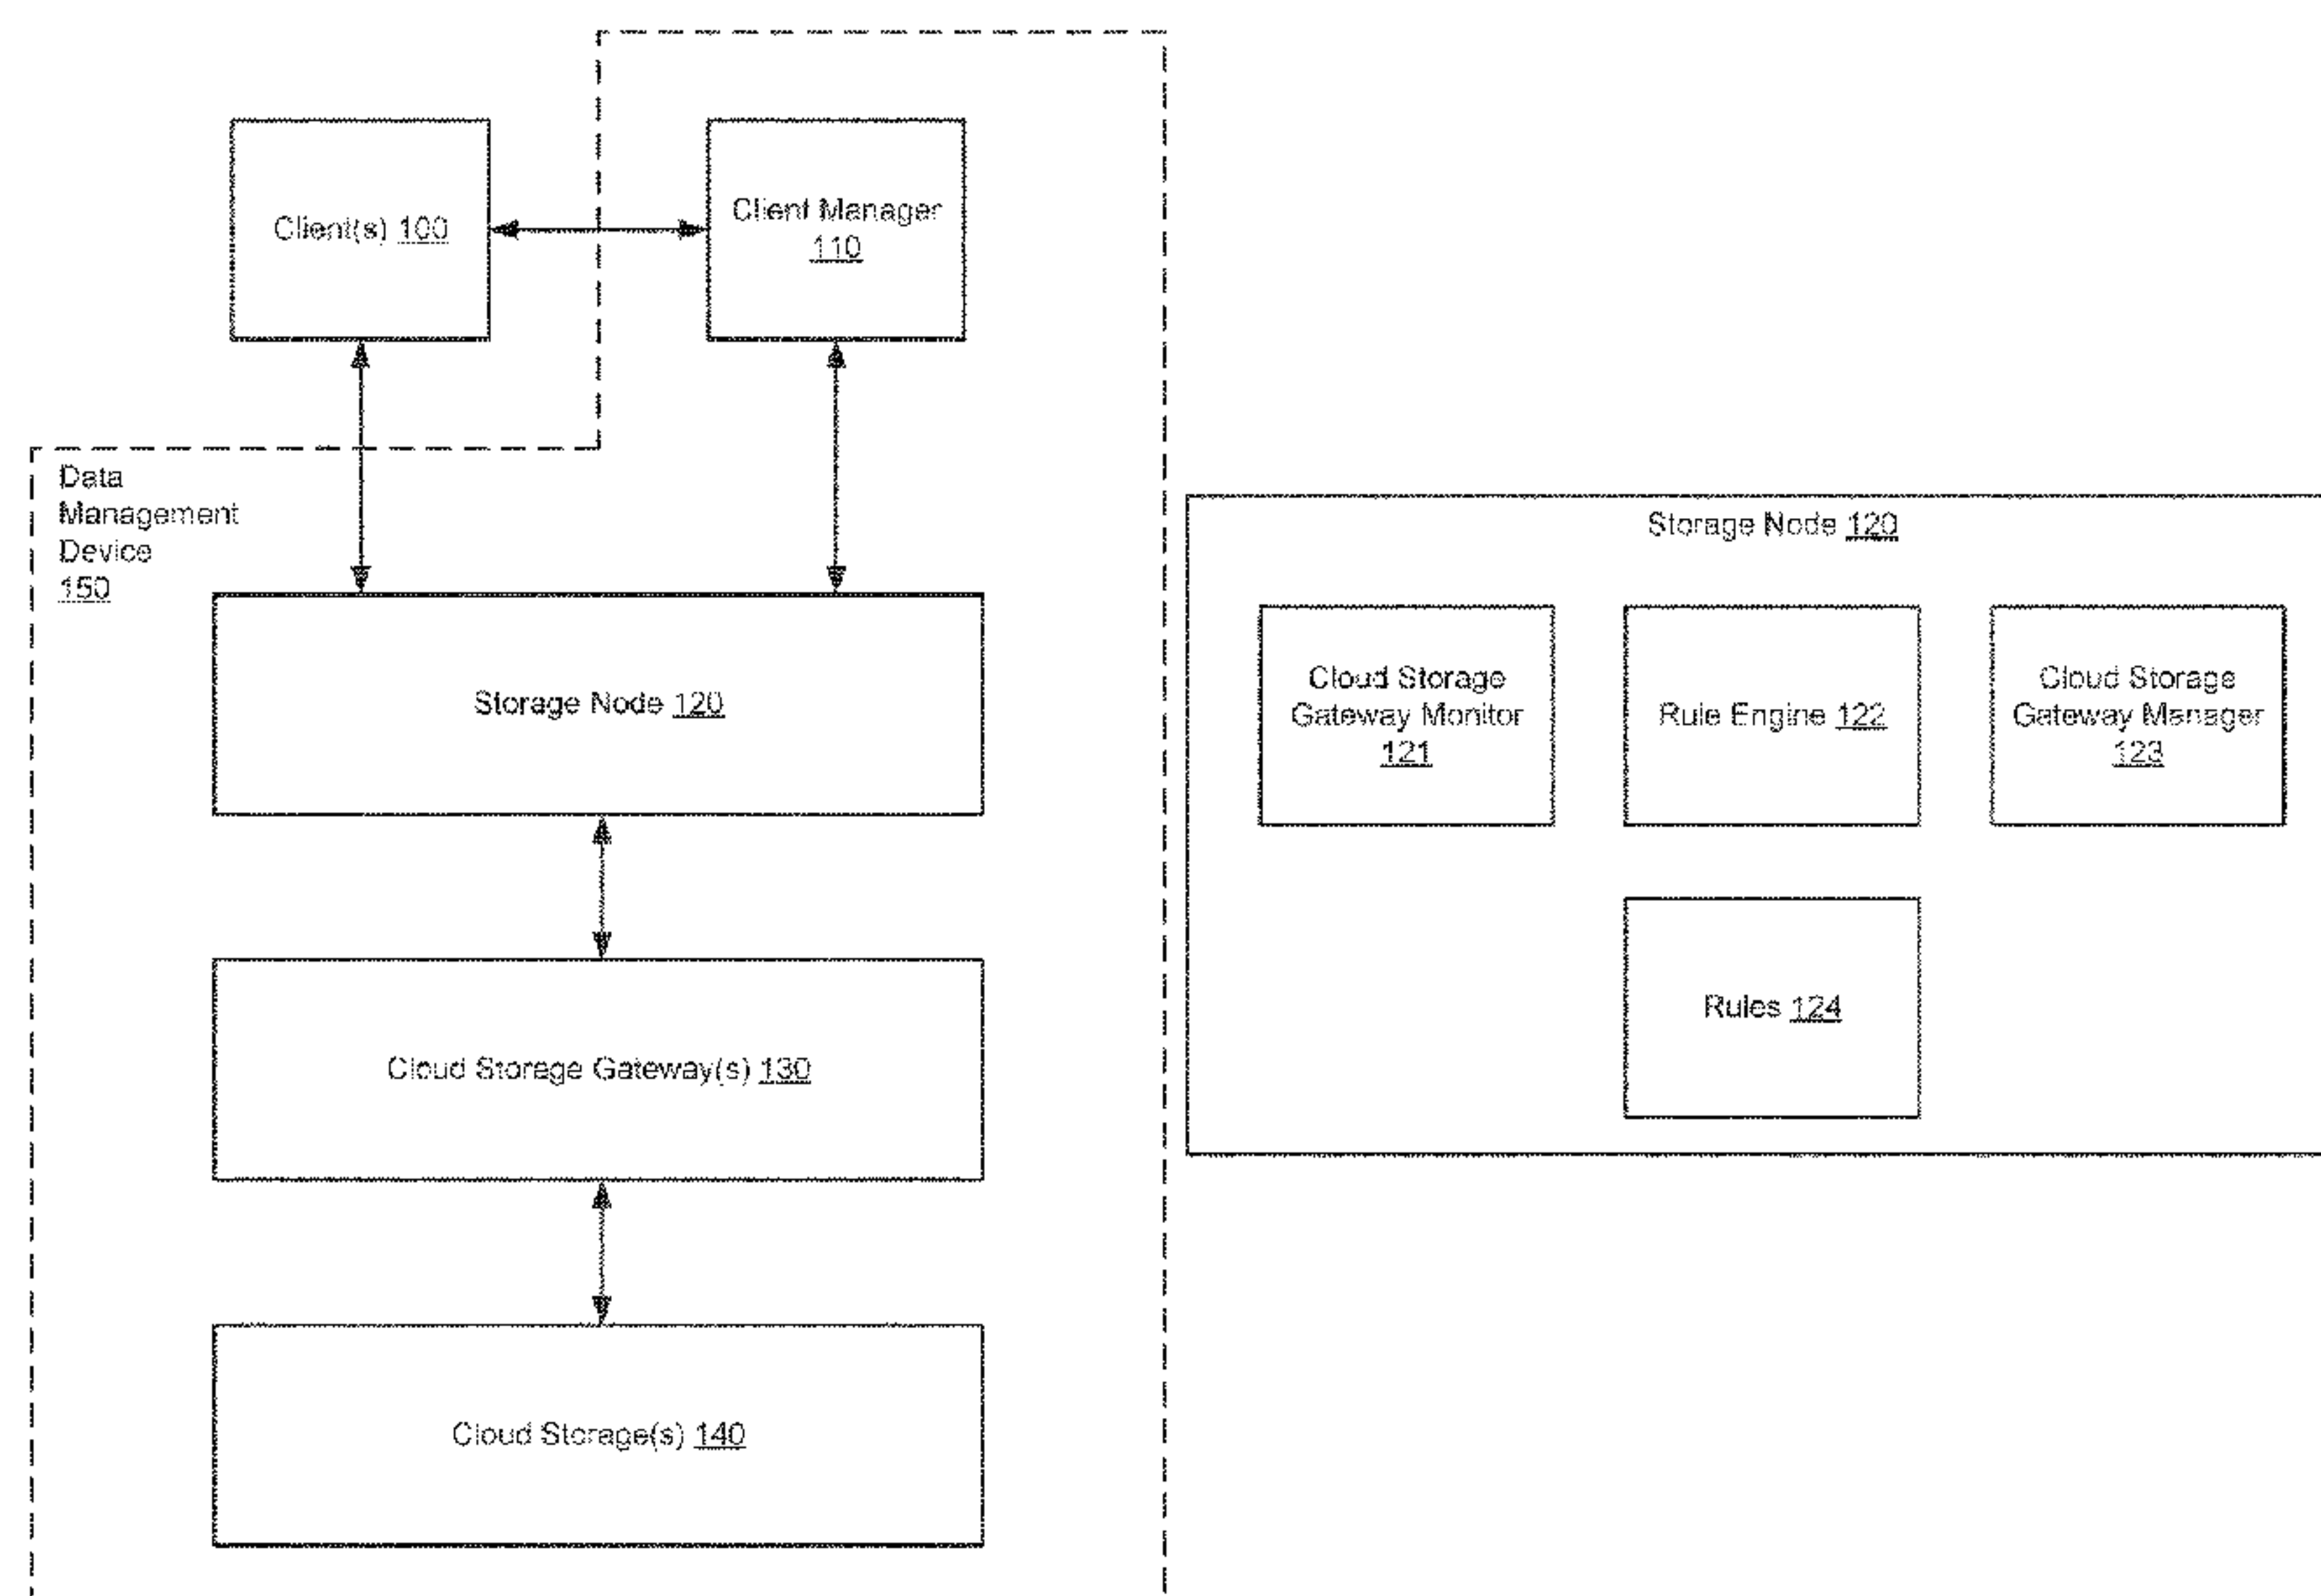 Client(s) 100
Client Manager
110
Data
Management
Device
150
Storage Node 120
Cloud Storage Gateway(s) 130
Cloud Storage(s) 140
Storage Node 120
Cloud Storage
Gateway Monitor
121
Rule Engine 122
Cloud Storage
Gateway Manager
123
Rules 124